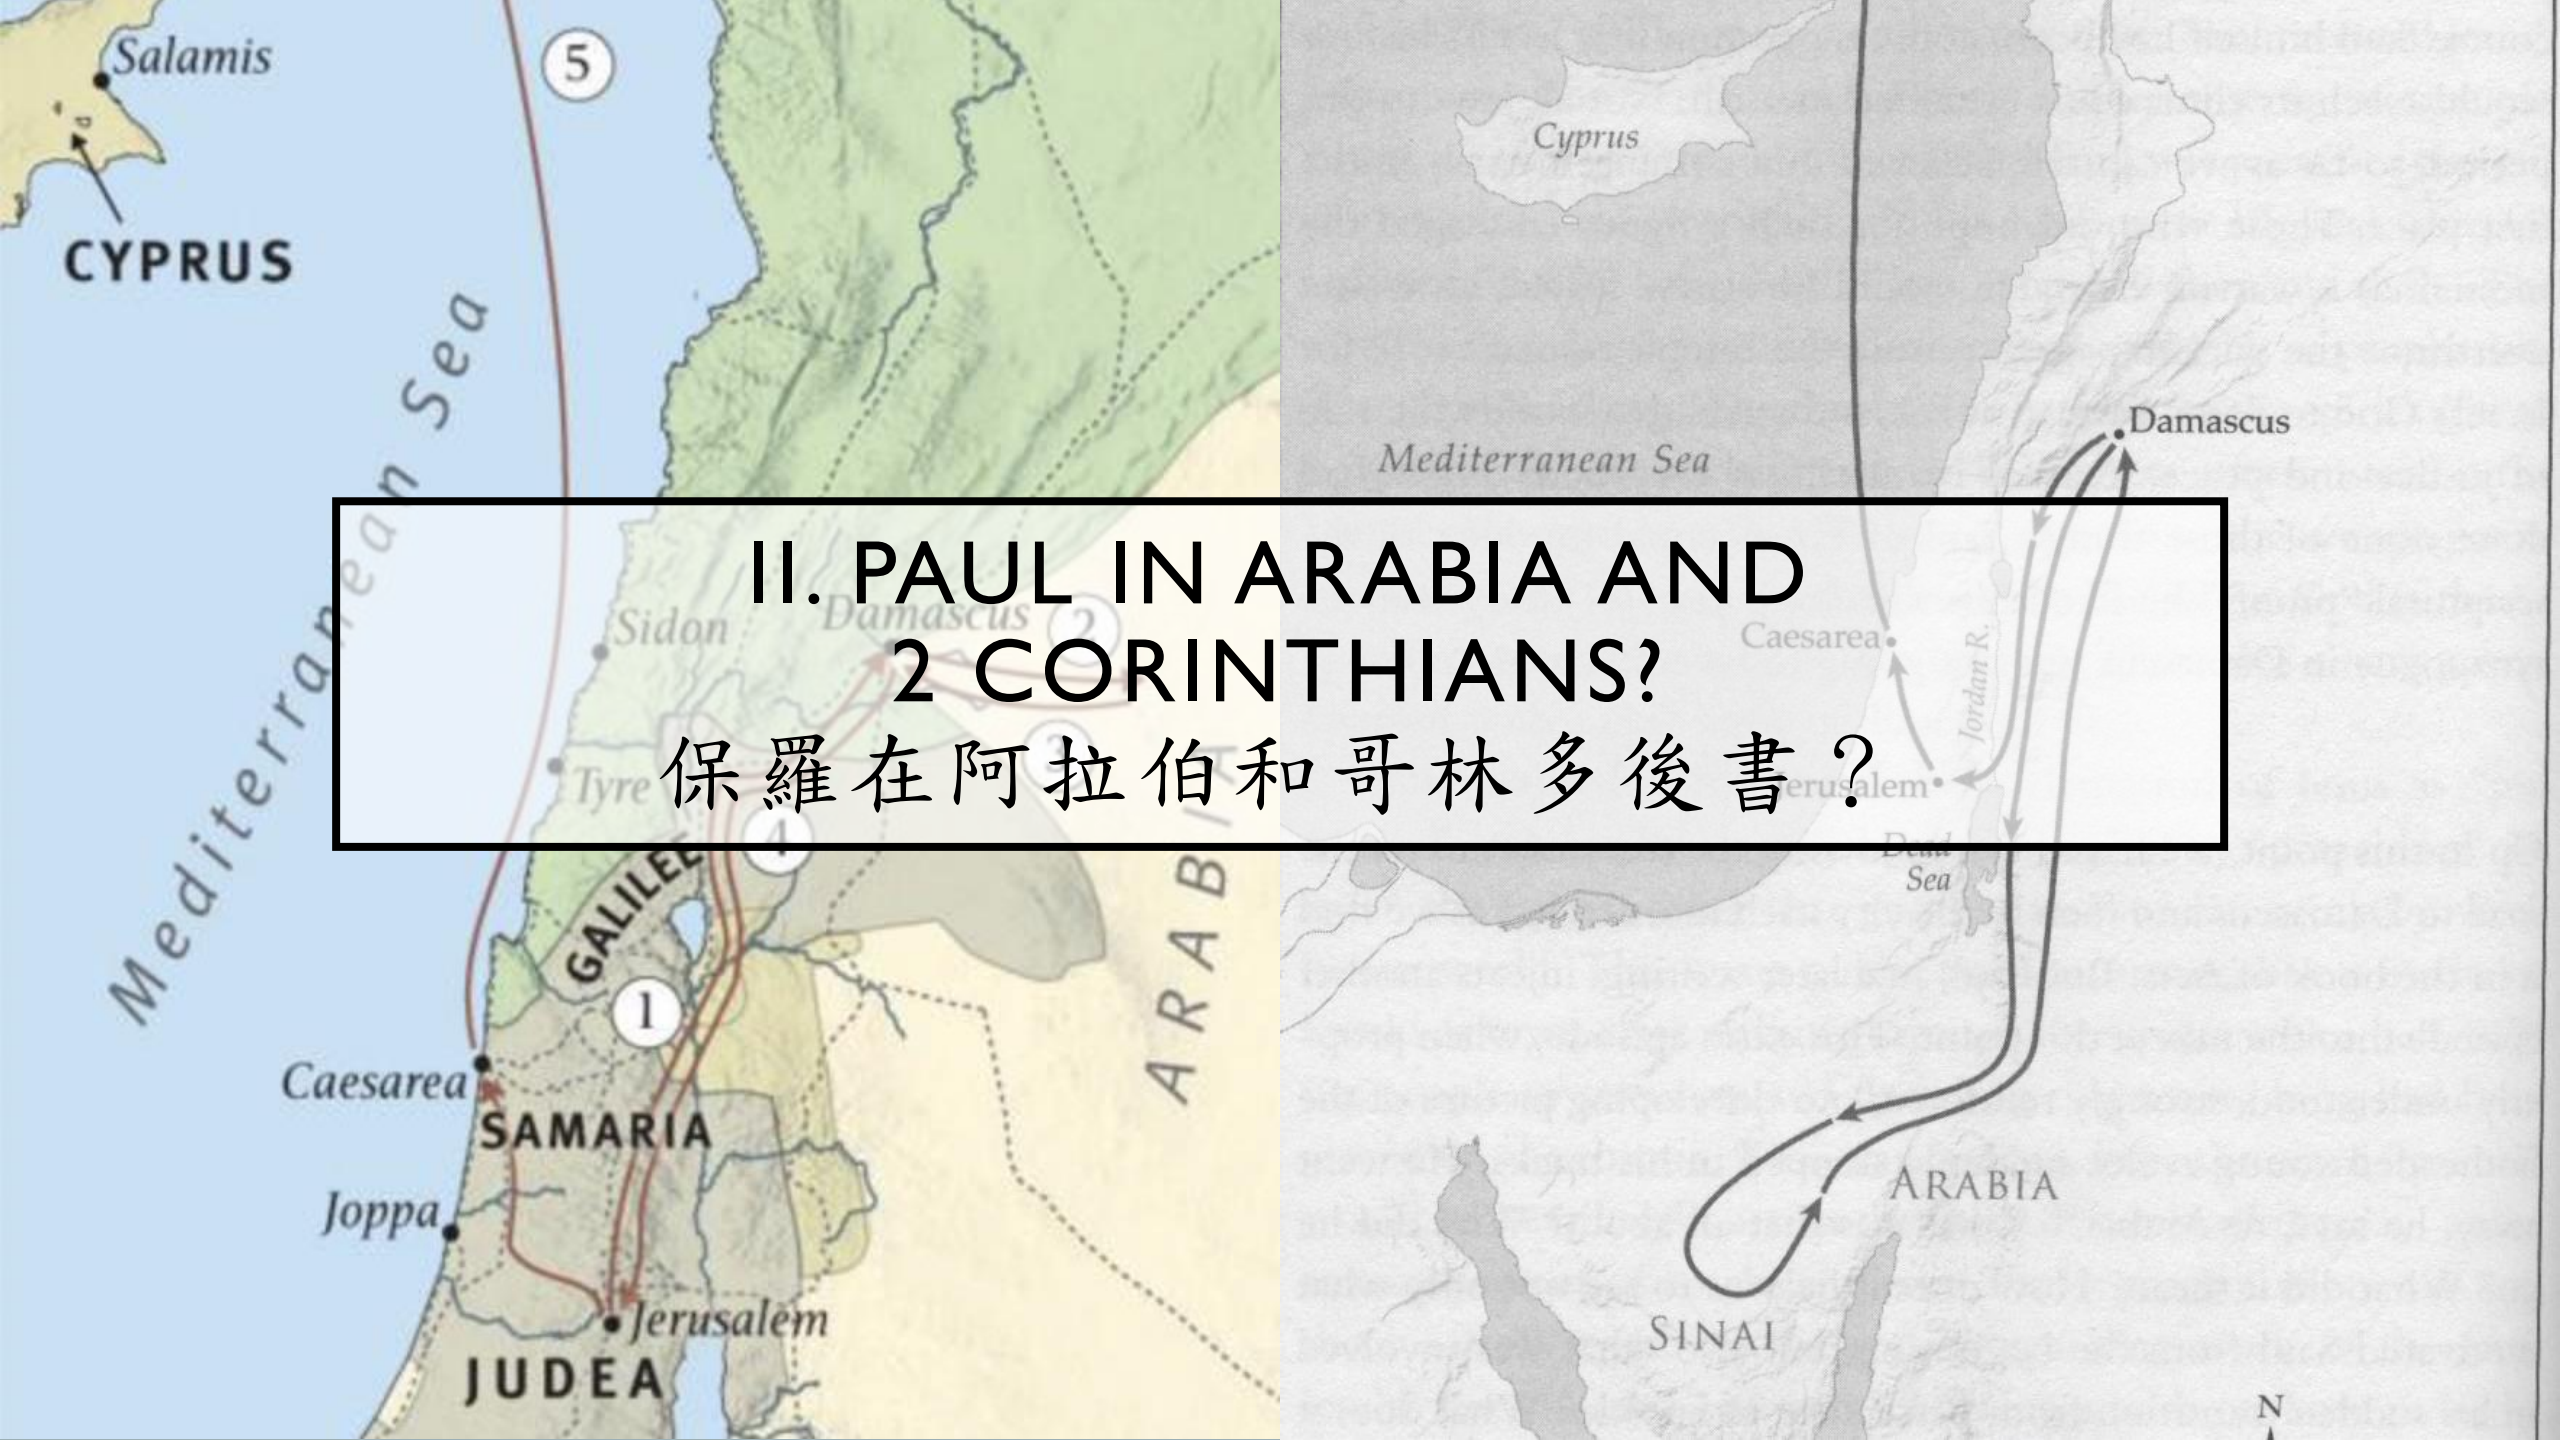 Salamis
5
CYPRUS
Mediterranean Sea
Sidon
Damascus
2
Tyre
3
4
GALILEE
ARABIA
1
Caesarea
SAMARIA
Joppa
Jerusalem
JUDEA
II. PAUL IN ARABIA AND
2 CORINTHIANS?
保羅在阿拉伯和哥林多後書？
Cyprus
Mediterranean Sea
Damascus
Caesarea
Jordan R.
Jerusalem
Dead
Sea
ARABIA
SINAI
N